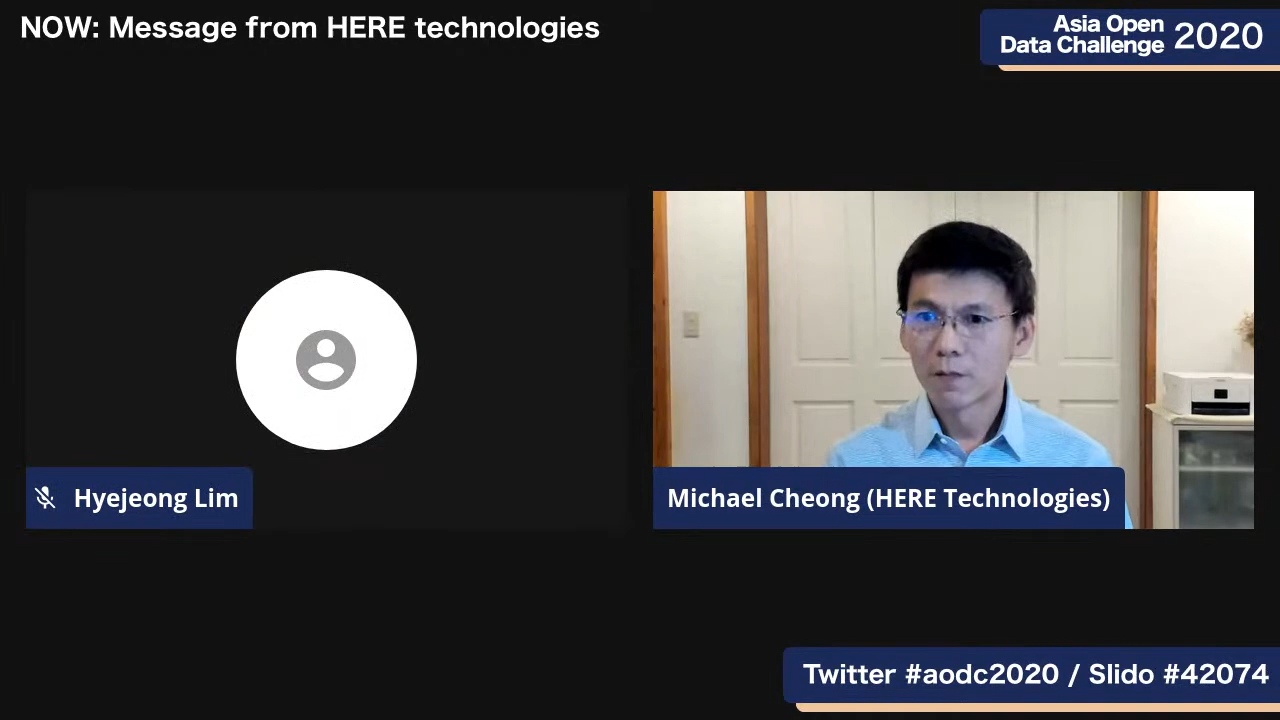 NOW: Message from HERE technologies
Asia Open
Data Challenge 2020
Hyejeong Lim
Michael Cheong (HERE Technologies)
Twitter #aodc2020 / Slido #42074